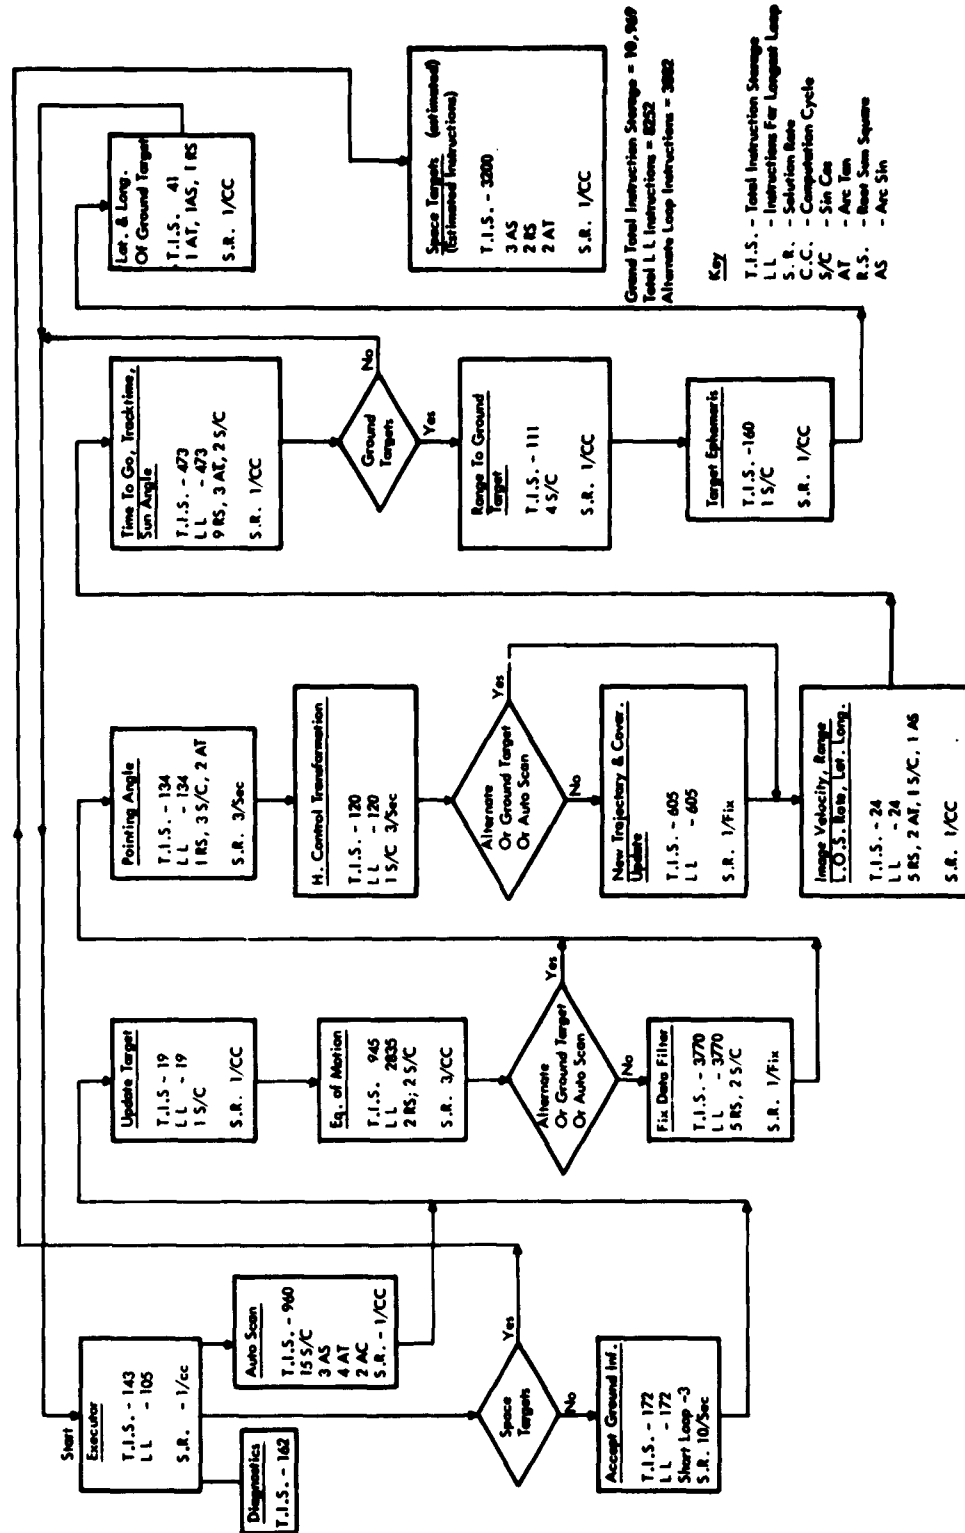 Start
Executor
T.I.S. - 143
L L - 105
S.R. - 1/cc
Diagnostics
T.I.S. - 162
Auto Scan
T.I.S. - 960
15 S/C
3 AS
4 AT
2 AC
S.R. - 1/CC
Space
Targets
Yes
No
Accept Ground Inf.
T.I.S. - 172
L L - 172
Short Loop -3
S.R. 10/Sec
Update Target
T.I.S - 19
L L - 19
1 S/C
S.R. 1/CC
Eq. of Motion
T.I.S. 945
L L 2835
2 RS; 2 S/C
S.R. 3/CC
Alternate
Or Ground Target
Or Auto Scan
Yes
No
Fix Data Filter
T.I.S. - 3770
L L - 3770
5 RS, 2 S/C
S.R. 1/Fix
Pointing Angle
T.I.S. - 134
L L - 134
1 RS, 3 S/C, 2 AT
S.R. 3/Sec
H. Control Transformation
T.I.S. - 120
L L - 120
1 S/C 3/Sec
Alternate
Or Ground Target
Or Auto Scan
Yes
No
New Trajectory & Cover.
Update
T.I.S. - 605
L L - 605
S.R. 1/Fix
Image Velocity, Range
L.O.S. Rate, Lat. Long.
T.I.S. - 24
L L - 24
5 RS, 2 AT, 1 S/C, 1 AS
S.R. 1/CC
Time To Go, Tracktime,
Sun Angle
T.I.S. - 473
L L - 473
9 RS, 3 AT, 2 S/C
S.R. 1/CC
Ground
Targets
No
Yes
Range To Ground
Target
T.I.S. - 111
4 S/C
S.R. 1/CC
Target Ephemeris
T.I.S. -160
1 S/C
S.R. 1/CC
Lat. & Long.
Of Ground Target
T.I.S. 41
1 AT, 1AS, 1 RS
S.R. 1/CC
Space Targets (estimated)
(Estimated Instructions)
T.I.S. - 3200
3 AS
2 RS
2 AT
S.R. 1/CC
Grand Total Instruction Storage = 10,969
Total L L Instructions = 8252
Alternate Loop Instructions = 3882
Key
T.I.S. - Total Instruction Storage
L L - Instructions For Longest Loop
S. R. - Solution Rate
C.C. - Computation Cycle
S/C - Sin Cos
AT - Arc Tan
R.S. - Root Sum Square
AS - Arc Sin